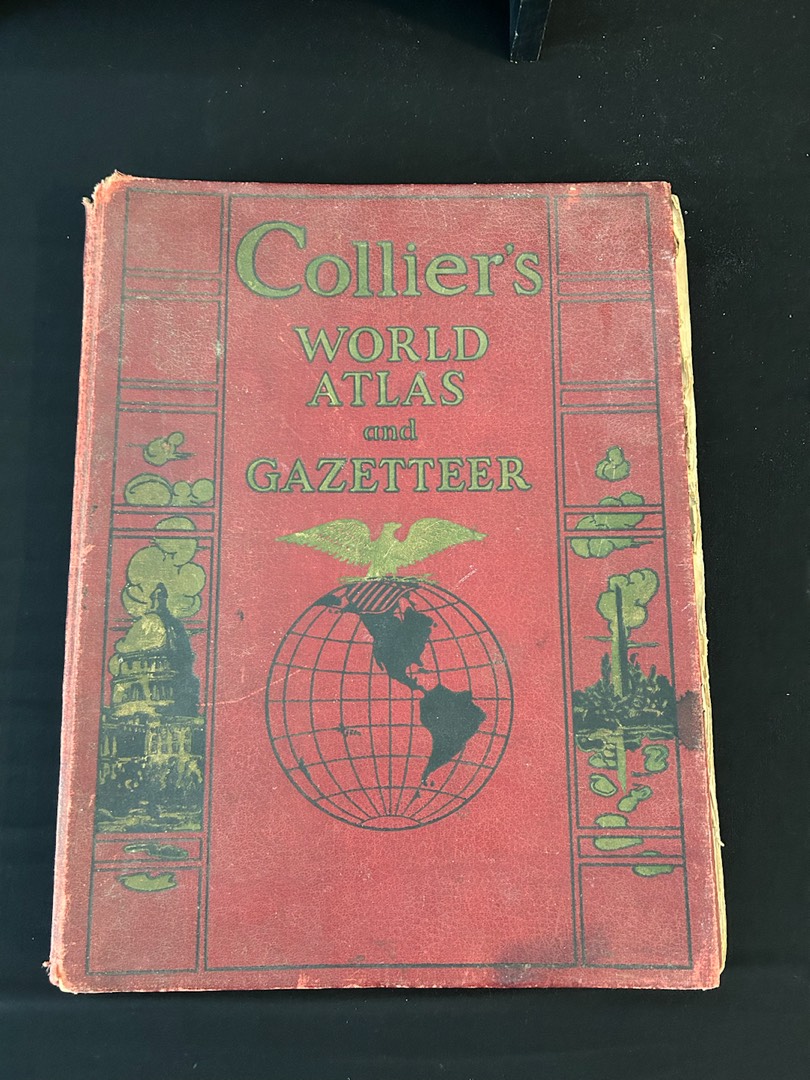 Collier's
WORLD
ATLAS
and
GAZETTEER